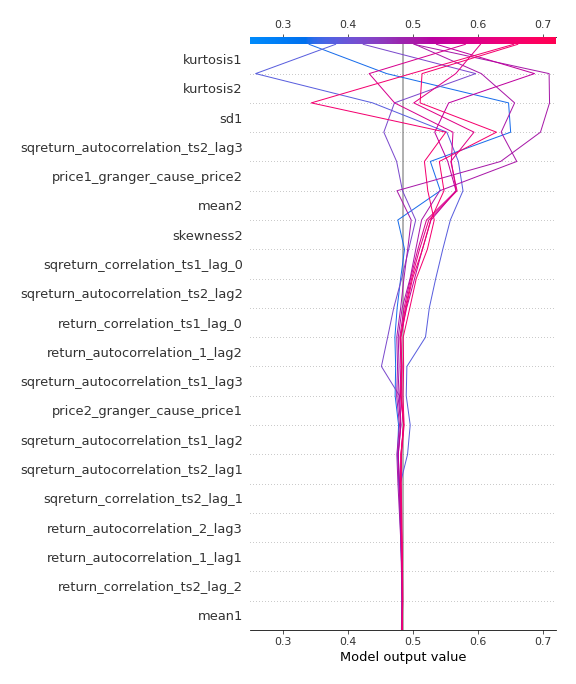 0.3 0.4 0.5 0.6 0.7
kurtosis1
kurtosis2
sd1
sqreturn_autocorrelation_ts2_lag3
price1_granger_cause_price2
mean2
skewness2
sqreturn_correlation_ts1_lag_0
sqreturn_autocorrelation_ts2_lag2
return_correlation_ts1_lag_0
return_autocorrelation_1_lag2
sqreturn_autocorrelation_ts1_lag3
price2_granger_cause_price1
sqreturn_autocorrelation_ts1_lag2
sqreturn_autocorrelation_ts2_lag1
sqreturn_correlation_ts2_lag_1
return_autocorrelation_2_lag3
return_autocorrelation_1_lag1
return_correlation_ts2_lag_2
mean1
0.3 0.4 0.5 0.6 0.7
Model output value